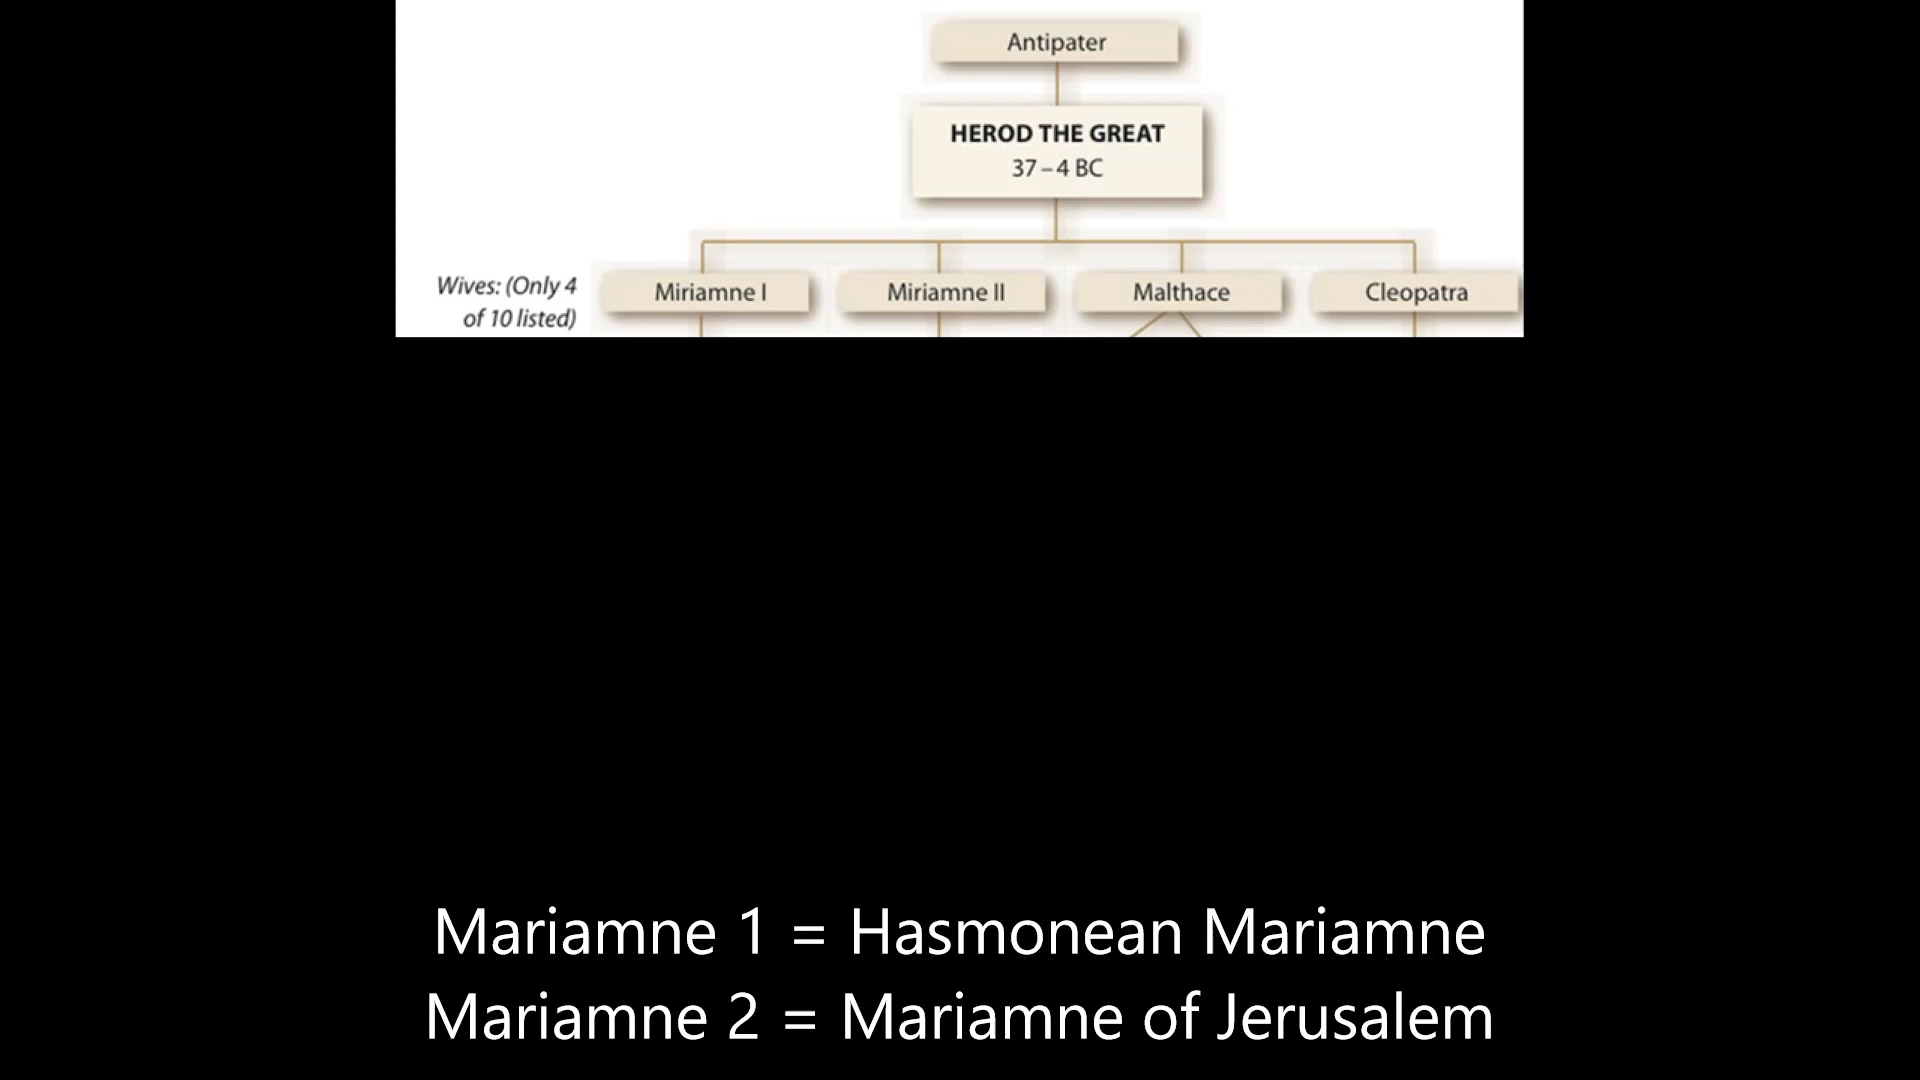 Antipater
HEROD THE GREAT
37–4 BC
Wives: (Only 4
of 10 listed)
Miriamne I
Miriamne II
Malthace
Cleopatra
Mariamne 1 = Hasmonean Mariamne
Mariamne 2 = Mariamne of Jerusalem